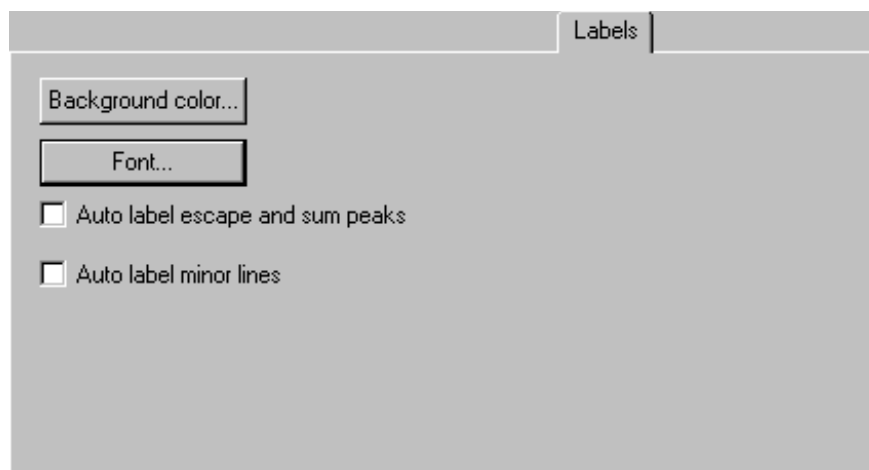 Labels
Background color...
Font...
Auto label escape and sum peaks
Auto label minor lines